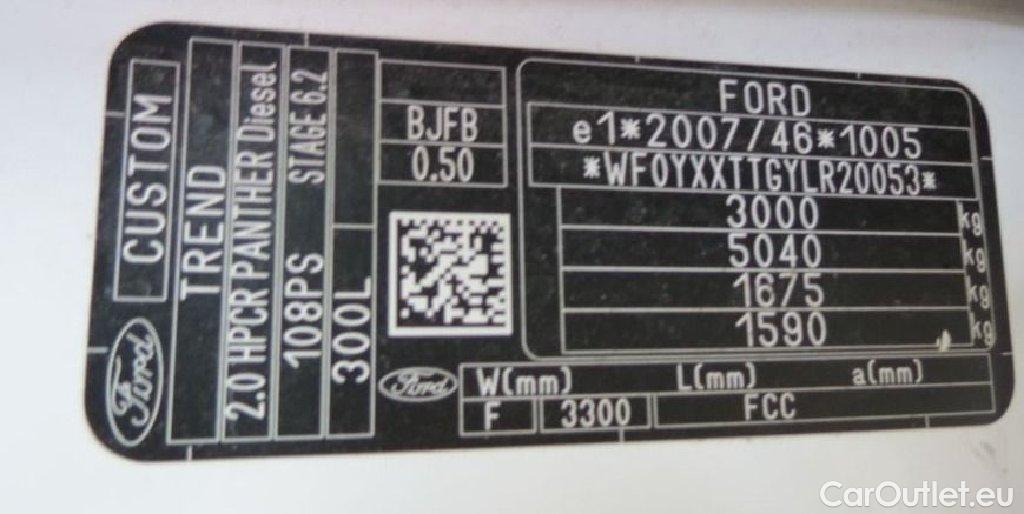 CUSTOM
Ford
TREND
2.0 HPCR PANTHER Diesel
108PS STAGE 6.2
300L
BJFB
0.50
Ford
FORD
e1*2007/46*1005
*WF0YXXTTGYLR20053*
3000 kg
5040 kg
1675 kg
1590 kg
W(mm) L(mm) a(mm)
F 3300 FCC
CarOutlet.eu